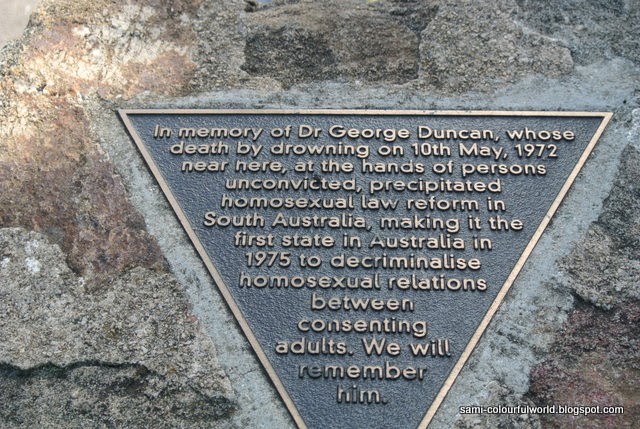 In memory of Dr George Duncan, whose
death by drowning on 10th May, 1972
near here, at the hands of persons
unconvicted, precipitated
homosexual law reform in
South Australia, making it the
first state in Australia in
1975 to decriminalise
homosexual relations
between
consenting
adults. We will
remember
him.
sami-colourfulworld.blogspot.com